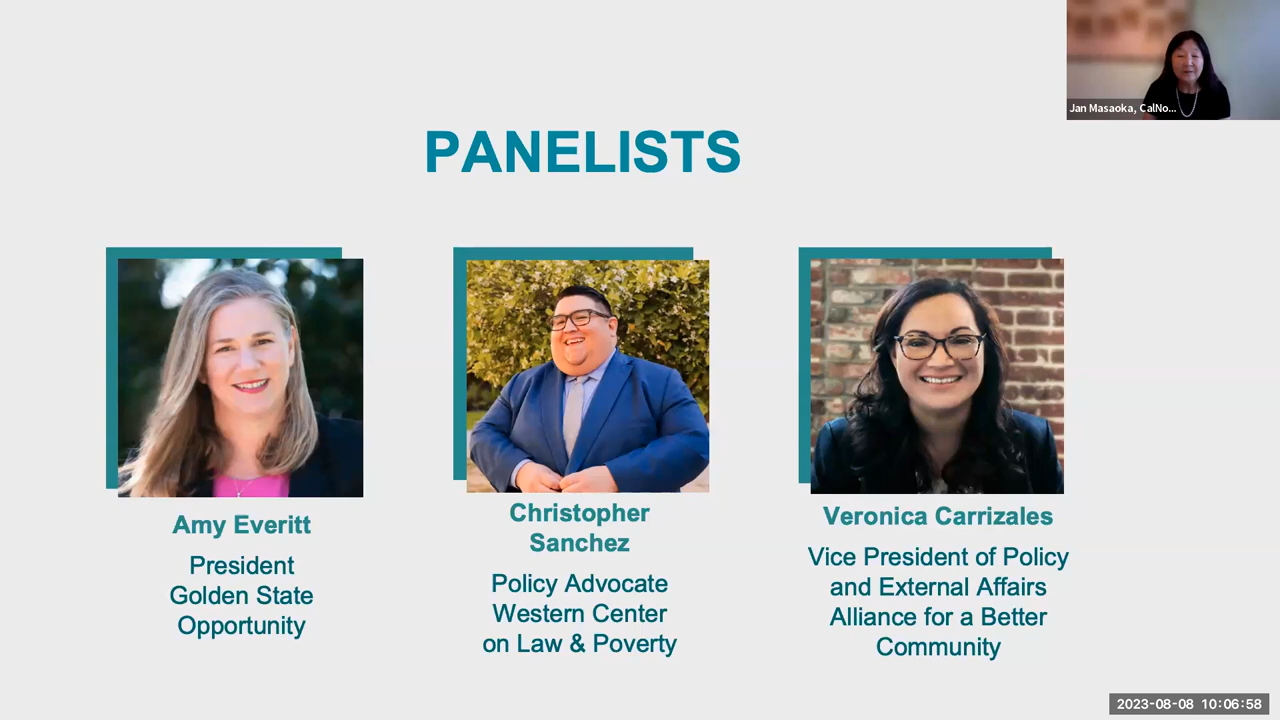 Jan Masaoka, CalNo...
PANELISTS
Amy Everitt
President
Golden State
Opportunity
Christopher
Sanchez
Policy Advocate
Western Center
on Law & Poverty
Veronica Carrizales
Vice President of Policy
and External Affairs
Alliance for a Better
Community
2023-08-08 10:06:58